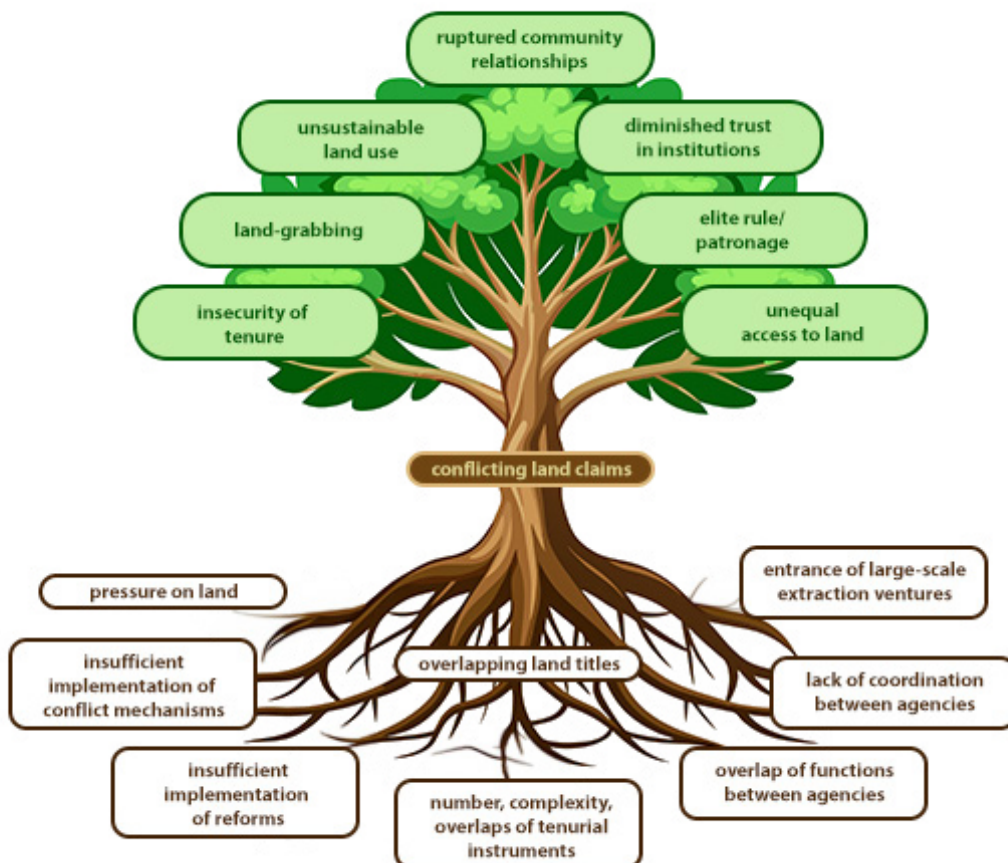 ruptured community
relationships
unsustainable
land use
diminished trust
in institutions
land-grabbing
elite rule/
patronage
insecurity of
tenure
unequal
access to land
conflicting land claims
pressure on land
entrance of large-scale
extraction ventures
insufficient
implementation of
conflict mechanisms
overlapping land titles
lack of coordination
between agencies
insufficient
implementation
of reforms
number, complexity,
overlaps of tenurial
instruments
overlap of functions
between agencies